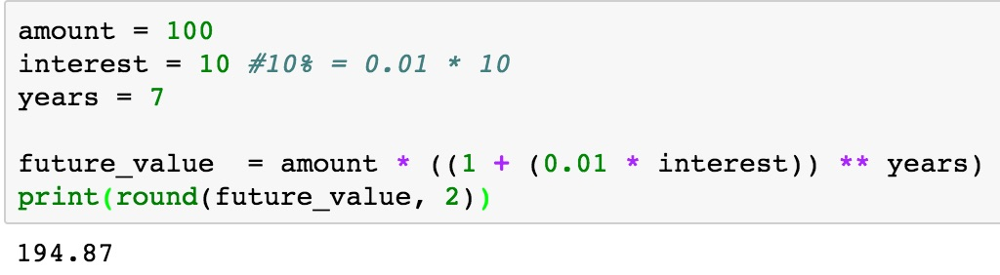 amount = 100
interest = 10 #10% = 0.01 * 10
years = 7
future_value  = amount * ((1 + (0.01 * interest)) ** years)
print(round(future_value, 2))
194.87